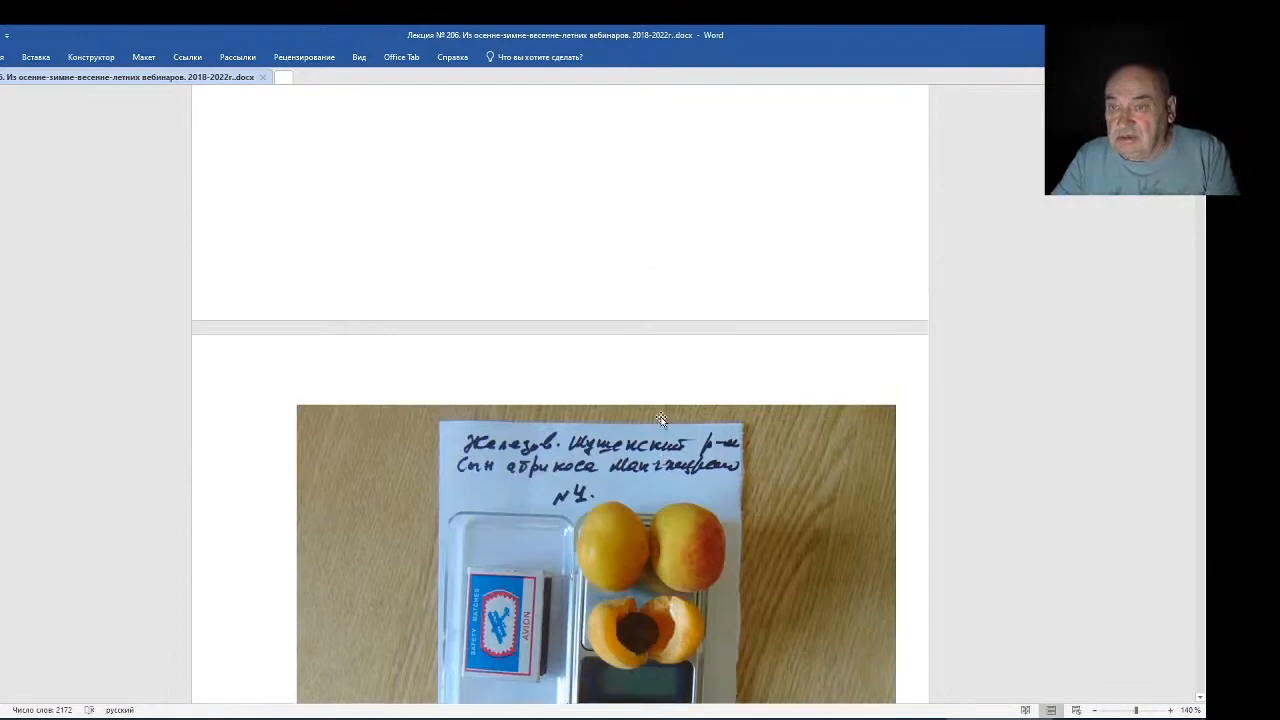 Лекция № 206. Из осенне-зимне-весенне-летних вебинаров. 2018-2022г..docx - Word
я Вставка Конструктор Макет Ссылки Рассылки Рецензирование Вид Office Tab Справка Что вы хотите сделать?
6. Из осенне-зимне-весенне-летних вебинаров. 2018-2022г..docx
Железов. Шушенский р-н
Сын абрикоса
№4.
SAFETY MATCHES
AVION
Число слов: 2172 русский 140 %